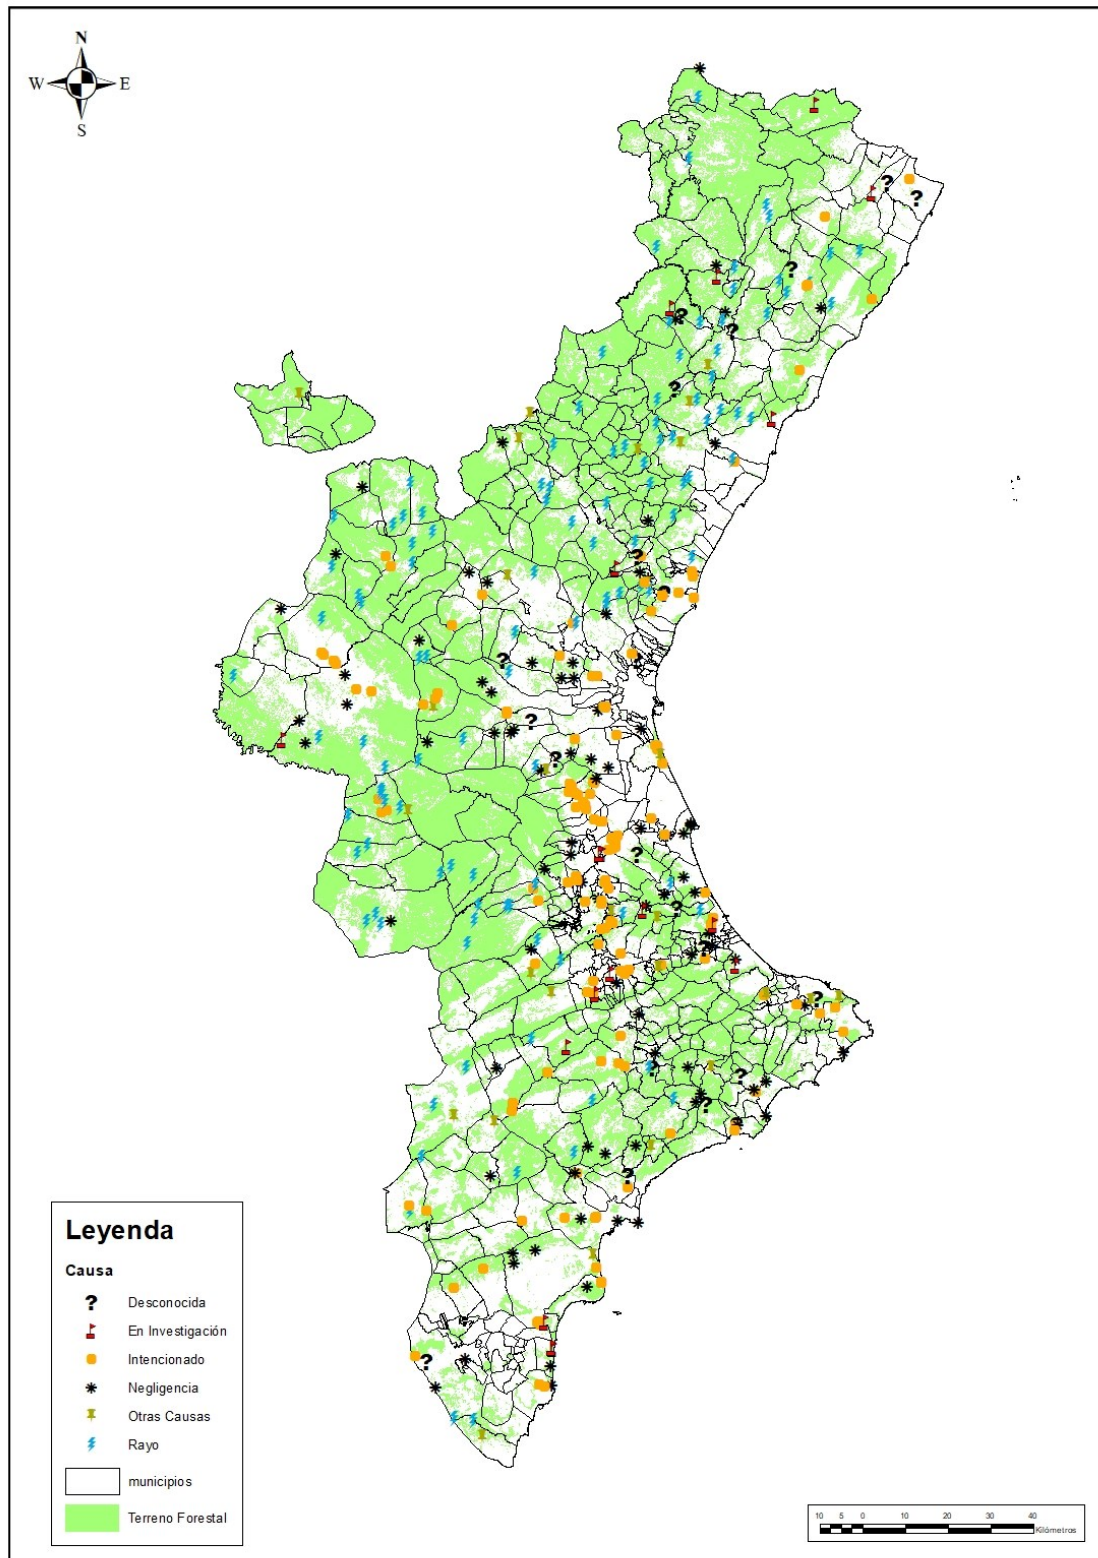 N
W E
S
Leyenda
Causa
Desconocida
En Investigación
Intencionado
Negligencia
Otras Causas
Rayo
municipios
Terreno Forestal
10 5 0 10 20 30 40
Kilómetros